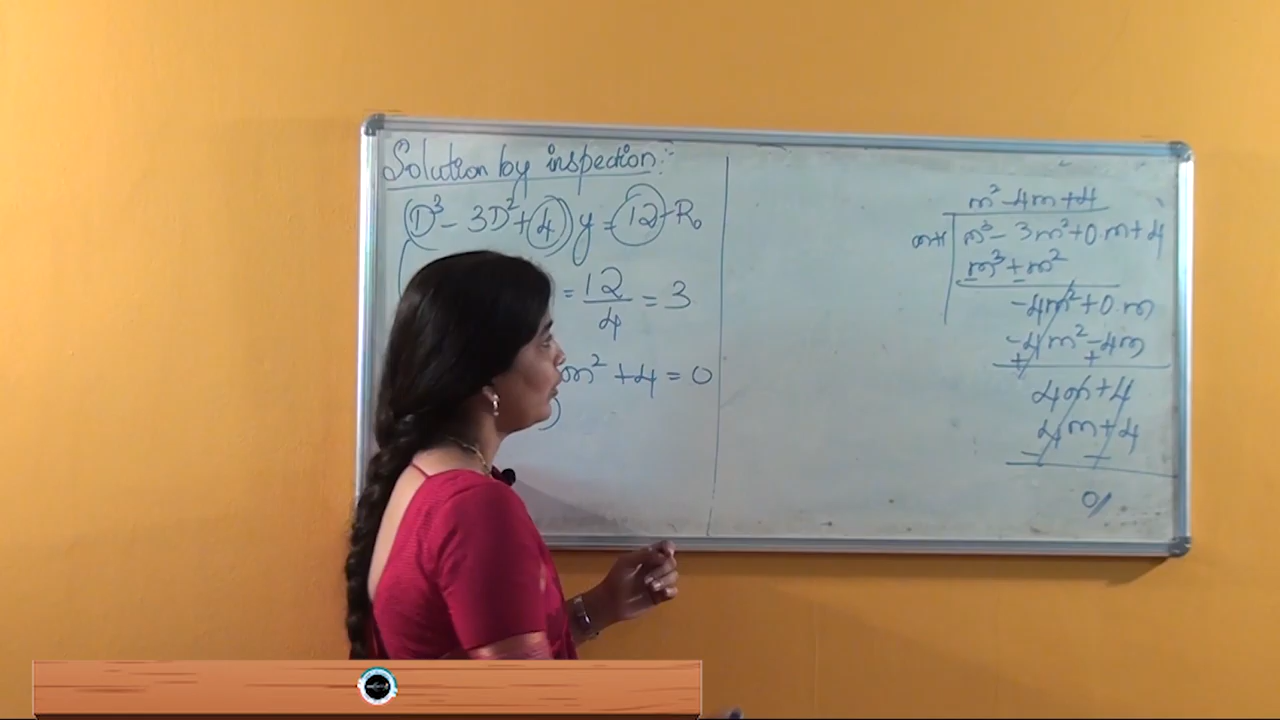 Solution by inspection:-
(D³ - 3D² + 4) y = 12 - R₀
= 12/4 = 3
m² + 4 = 0
)
m² - 4m + 4
m+1 | m³ - 3m² + 0.m + 4
m³ + m²
-4m² + 0.m
-4m² - 4m
+ +
4m + 4
4m + 4
- -
0